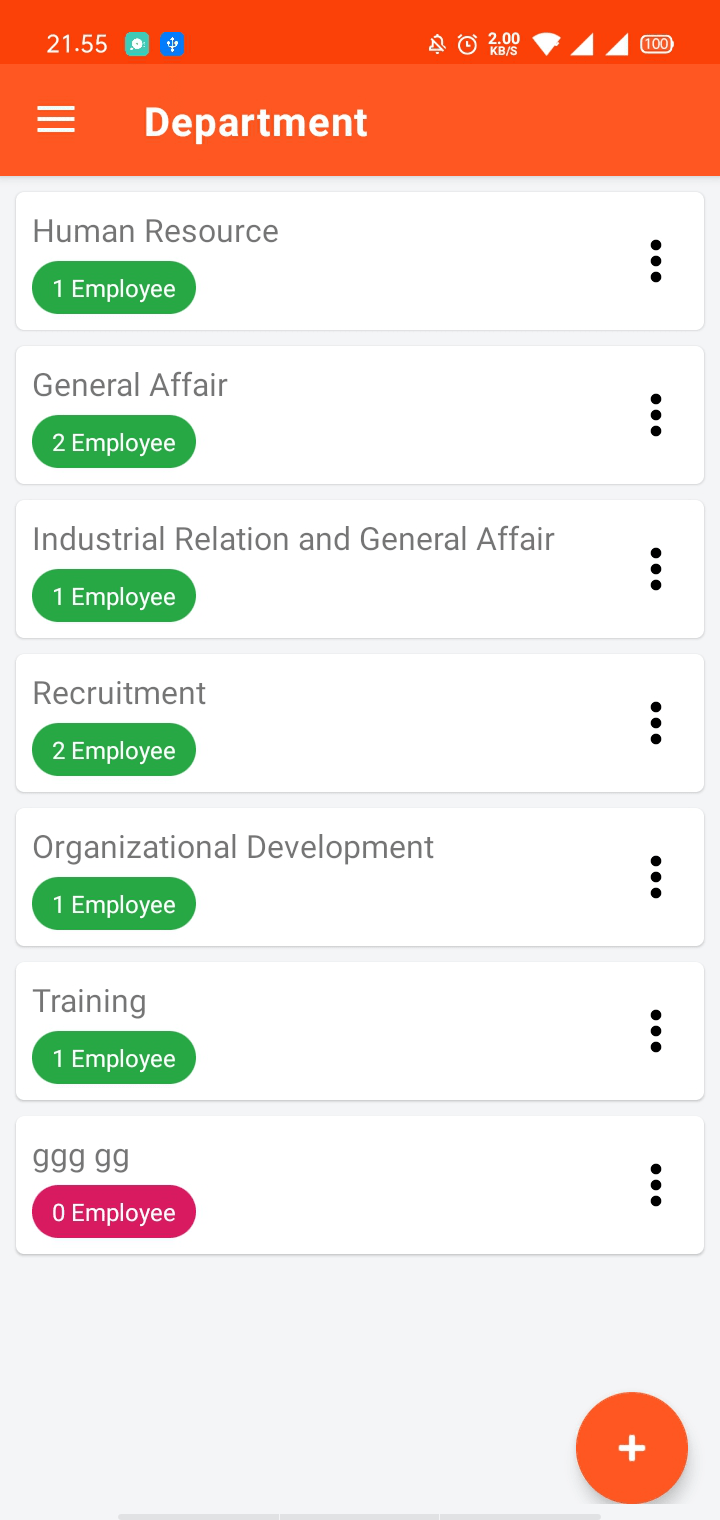 21.55
2.00
KB/S
100
Department
Human Resource
1 Employee
General Affair
2 Employee
Industrial Relation and General Affair
1 Employee
Recruitment
2 Employee
Organizational Development
1 Employee
Training
1 Employee
ggg gg
0 Employee
+